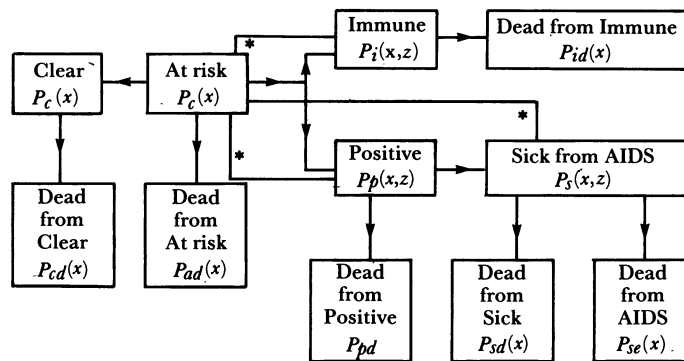 Immune
P_i(x,z)
Dead from Immune
P_id(x)
Clear
P_c(x)
At risk
P_c(x)
*
*
*
Positive
P_p(x,z)
Sick from AIDS
P_s(x,z)
Dead
from
Clear
P_cd(x)
Dead
from
At risk
P_ad(x)
Dead
from
Positive
P_pd
Dead
from
Sick
P_sd(x)
Dead
from
AIDS
P_se(x)